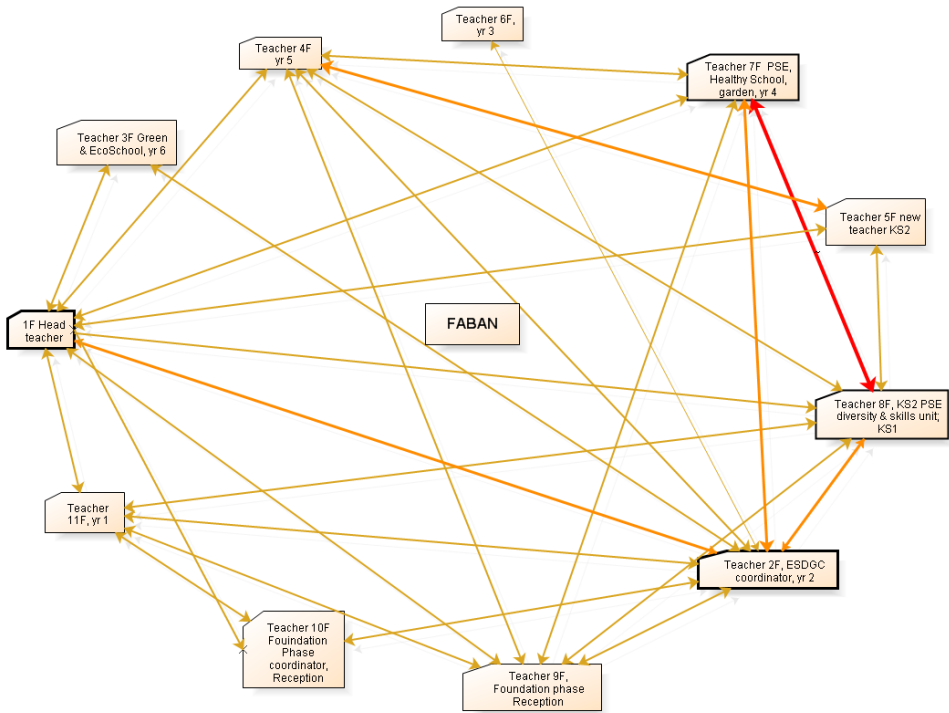 Teacher 6F,
yr 3
Teacher 4F
yr 5
Teacher 7F PSE,
Healthy School,
garden, yr 4
Teacher 3F Green
& EcoSchool, yr 6
Teacher 5F new
teacher KS2
1F Head
teacher
FABAN
Teacher 8F, KS2 PSE
diversity & skills unit;
KS1
Teacher
11F, yr 1
Teacher 2F, ESDGC
coordinator, yr 2
Teacher 10F
Fouindation
Phase
coordinator,
Reception
Teacher 9F,
Foundation phase
Reception